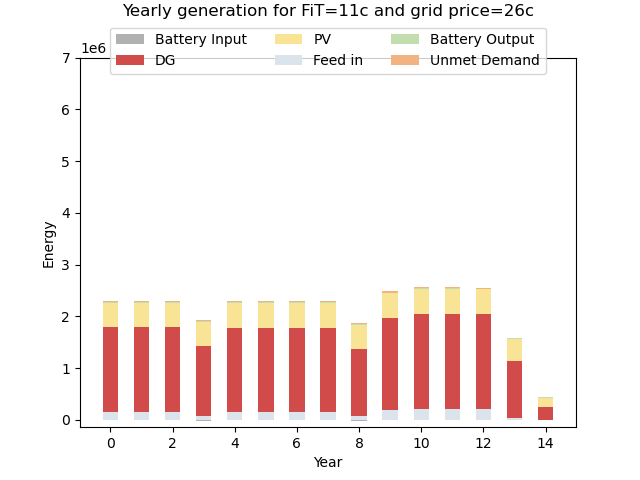 Yearly generation for FiT=11c and grid price=26c
Battery Input PV Battery Output
DG Feed in Unmet Demand
1e6
7
6
5
4
3
2
1
0
Energy
0 2 4 6 8 10 12 14
Year